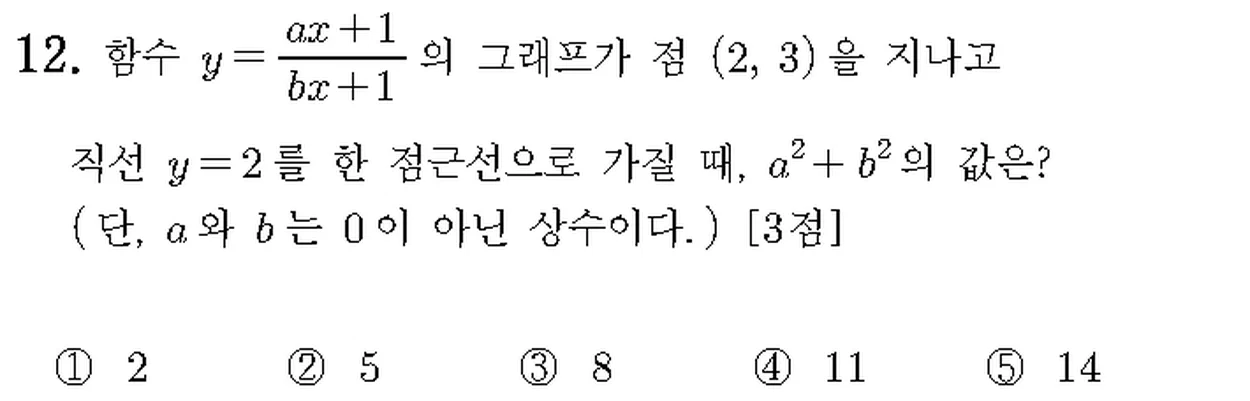 12. 함수 y = \frac{ax+1}{bx+1} 의 그래프가 점 (2, 3)을 지나고
직선 y=2를 한 점근선으로 가질 때, a²+b²의 값은?
(단, a와 b는 0이 아닌 상수이다.) [3점]
① 2 ② 5 ③ 8 ④ 11 ⑤ 14